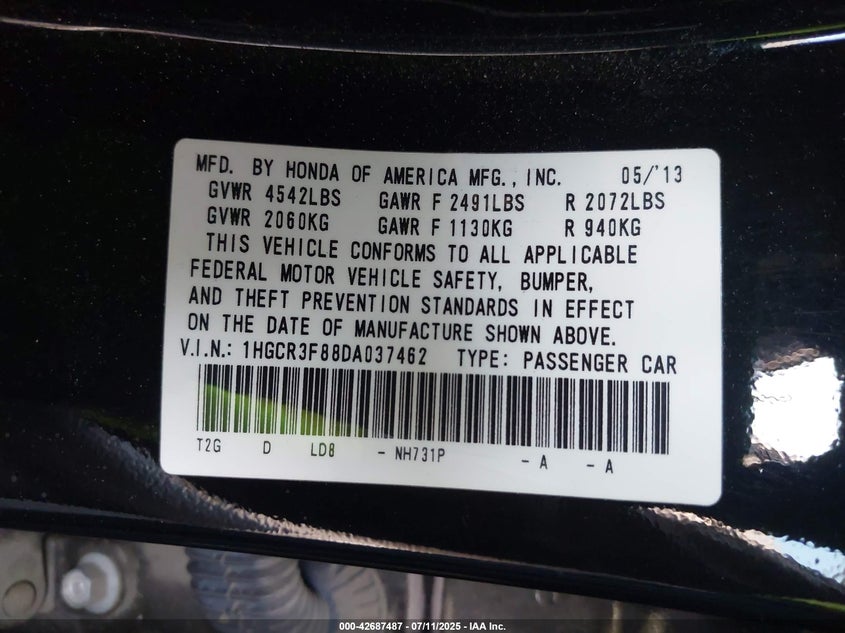 MFD. BY HONDA OF AMERICA MFG., INC. 05/'13
GVWR 4542LBS GAWR F 2491LBS R 2072LBS
GVWR 2060KG GAWR F 1130KG R 940KG
THIS VEHICLE CONFORMS TO ALL APPLICABLE
FEDERAL MOTOR VEHICLE SAFETY, BUMPER,
AND THEFT PREVENTION STANDARDS IN EFFECT
ON THE DATE OF MANUFACTURE SHOWN ABOVE.
V.I.N.: 1HGCR3F88DA037462 TYPE: PASSENGER CAR
T2G D LD8 - NH731P - A - A
000-42687487 - 07/11/2025 - IAA Inc.